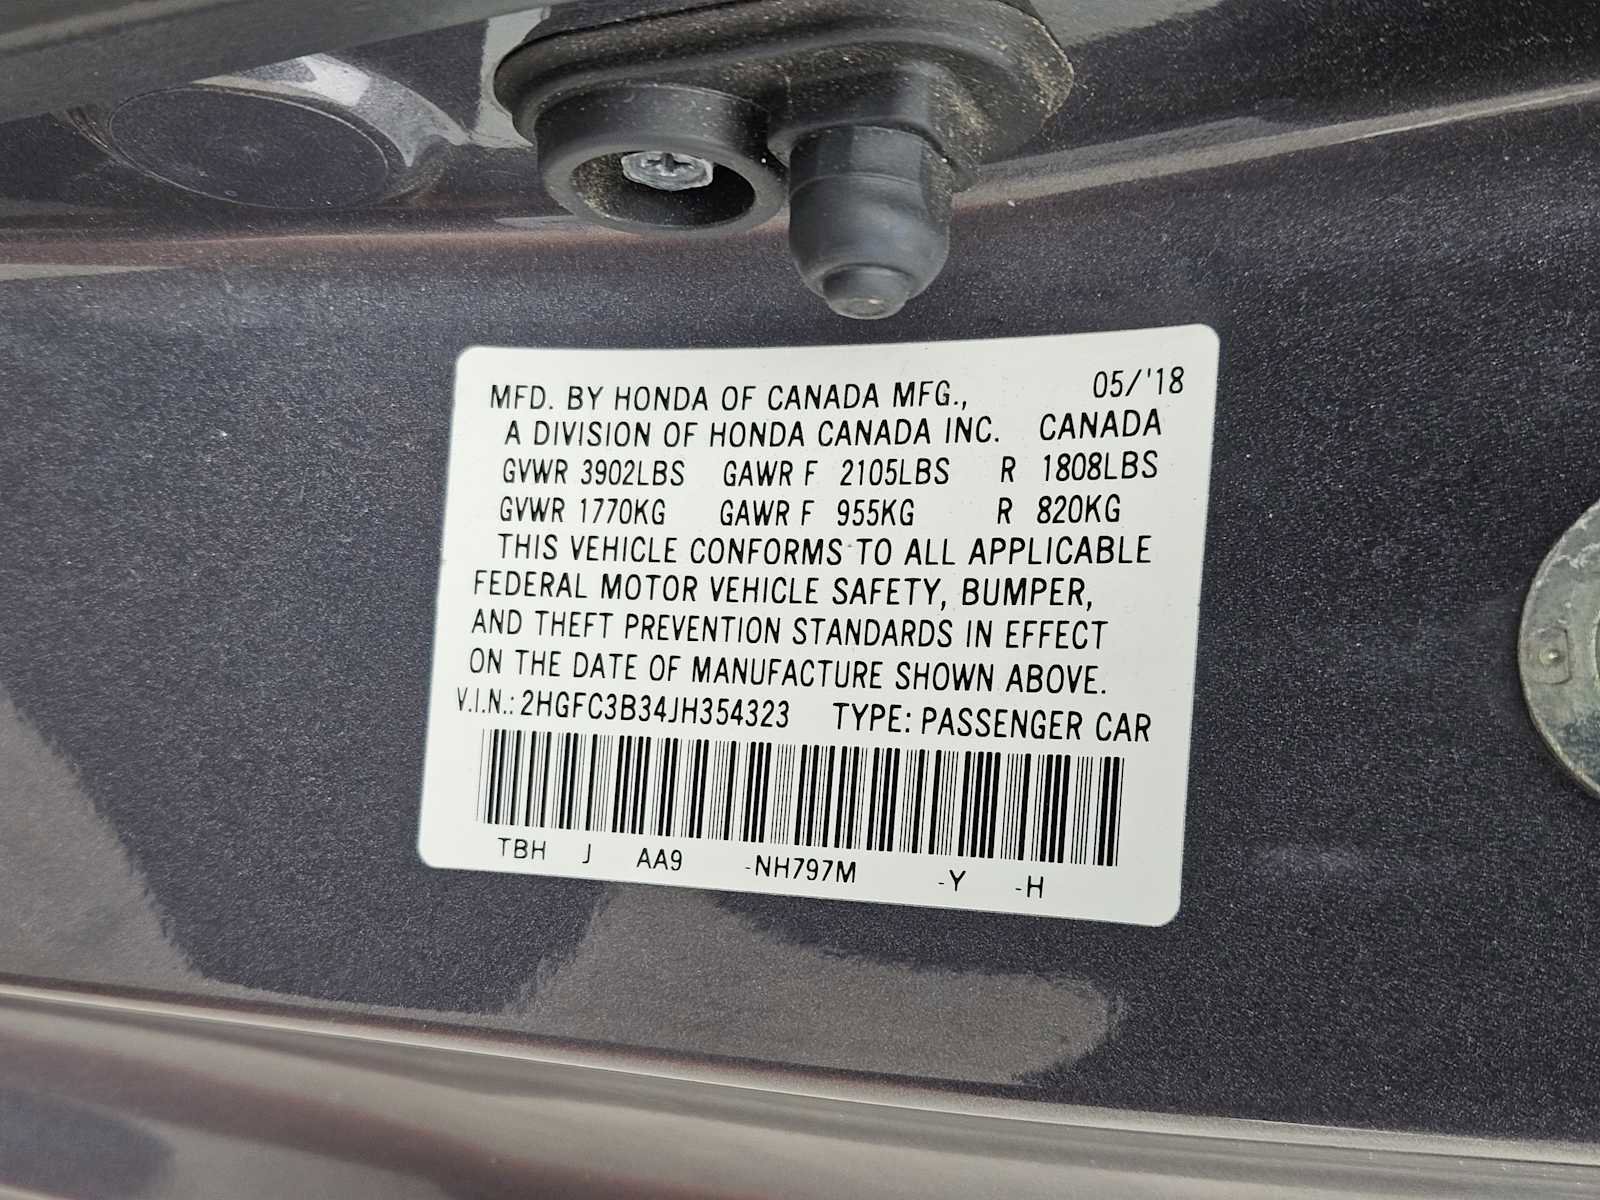 MFD. BY HONDA OF CANADA MFG., 05/'18
A DIVISION OF HONDA CANADA INC. CANADA
GVWR 3902LBS GAWR F 2105LBS R 1808LBS
GVWR 1770KG GAWR F 955KG R 820KG
THIS VEHICLE CONFORMS TO ALL APPLICABLE
FEDERAL MOTOR VEHICLE SAFETY, BUMPER,
AND THEFT PREVENTION STANDARDS IN EFFECT
ON THE DATE OF MANUFACTURE SHOWN ABOVE.
V.I.N.: 2HGFC3B34JH354323 TYPE: PASSENGER CAR
TBH J AA9 -NH797M -Y -H